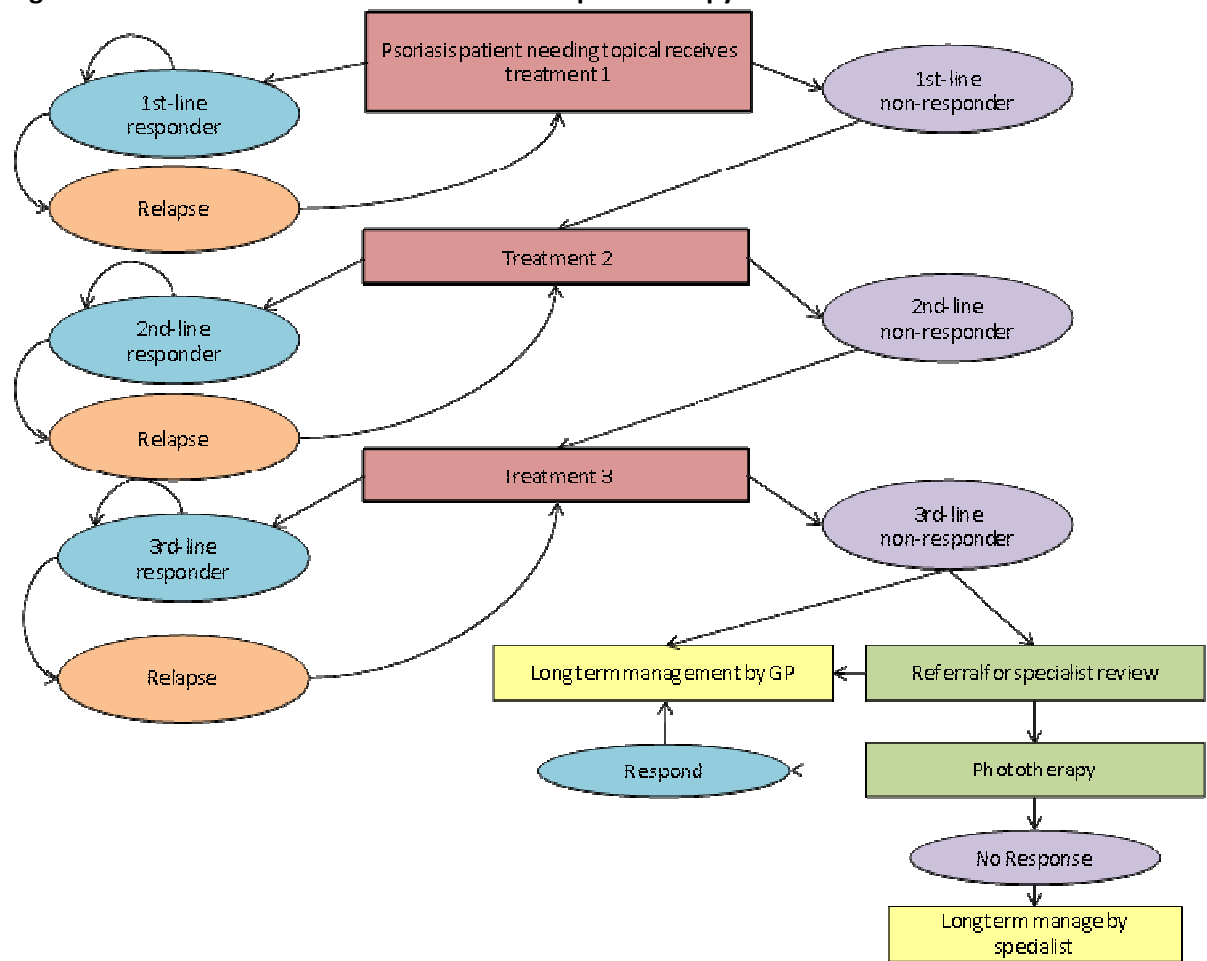 Psoriasis patient needing topical receives
treatment 1
1st-line
responder
1st-line
non-responder
Relapse
Treatment 2
2nd-line
responder
2nd-line
non-responder
Relapse
Treatment 3
3rd-line
responder
3rd-line
non-responder
Relapse
Long term management by GP
Referral for specialist review
Respond
Phototherapy
No Response
Long term manage by
specialist